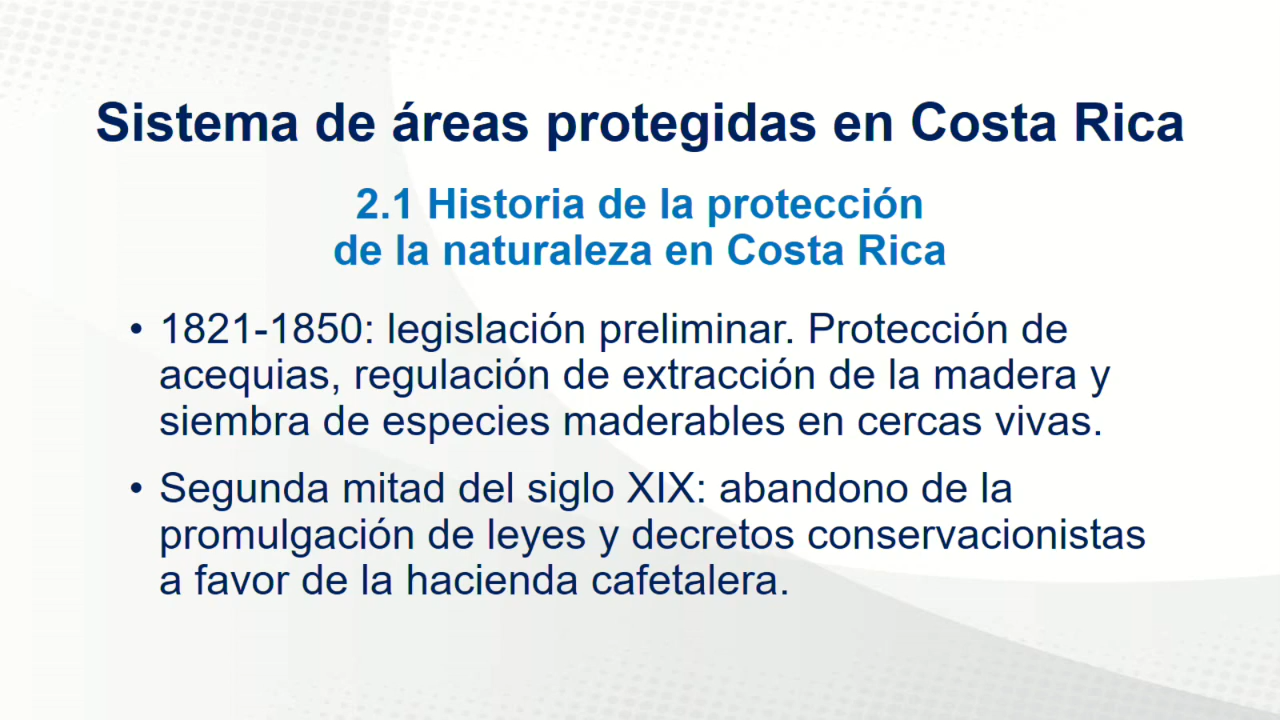 Sistema de áreas protegidas en Costa Rica
2.1 Historia de la protección
de la naturaleza en Costa Rica
• 1821-1850: legislación preliminar. Protección de
acequias, regulación de extracción de la madera y
siembra de especies maderables en cercas vivas.
• Segunda mitad del siglo XIX: abandono de la
promulgación de leyes y decretos conservacionistas
a favor de la hacienda cafetalera.